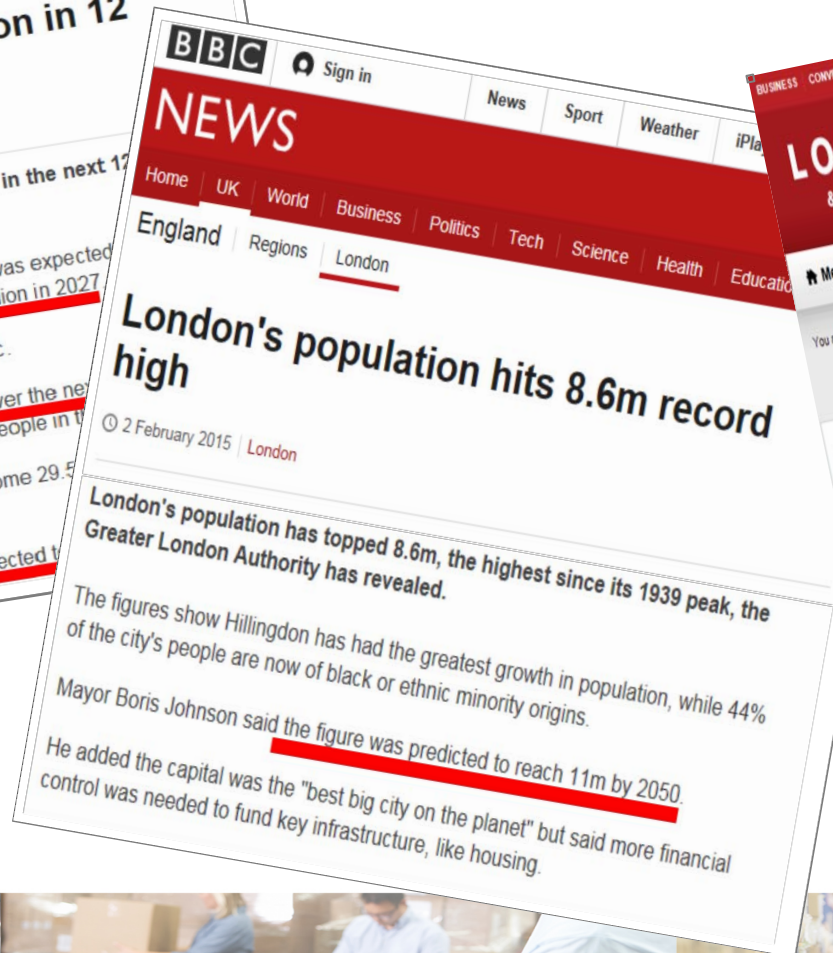 on in 12
in the next 12
was expected
ion in 2027
ver the
eople in
ome 29.5
ected
BBC
Sign in
News
Sport
Weather
NEWS
Home
UK
World
Business
Politics
Tech
Science
Health
England
Regions
London
London's population hits 8.6m record
high
2 February 2015
London
London's population has topped 8.6m, the highest since its 1939 peak, the
Greater London Authority has revealed.
The figures show Hillingdon has had the greatest growth in population, while 44%
of the city's people are now of black or ethnic minority origins.
Mayor Boris Johnson said the figure was predicted to reach 11m by 2050.
He added the capital was the "best big city on the planet" but said more financial
control was needed to fund key infrastructure, like housing.
BUSINESS
LO
&
You